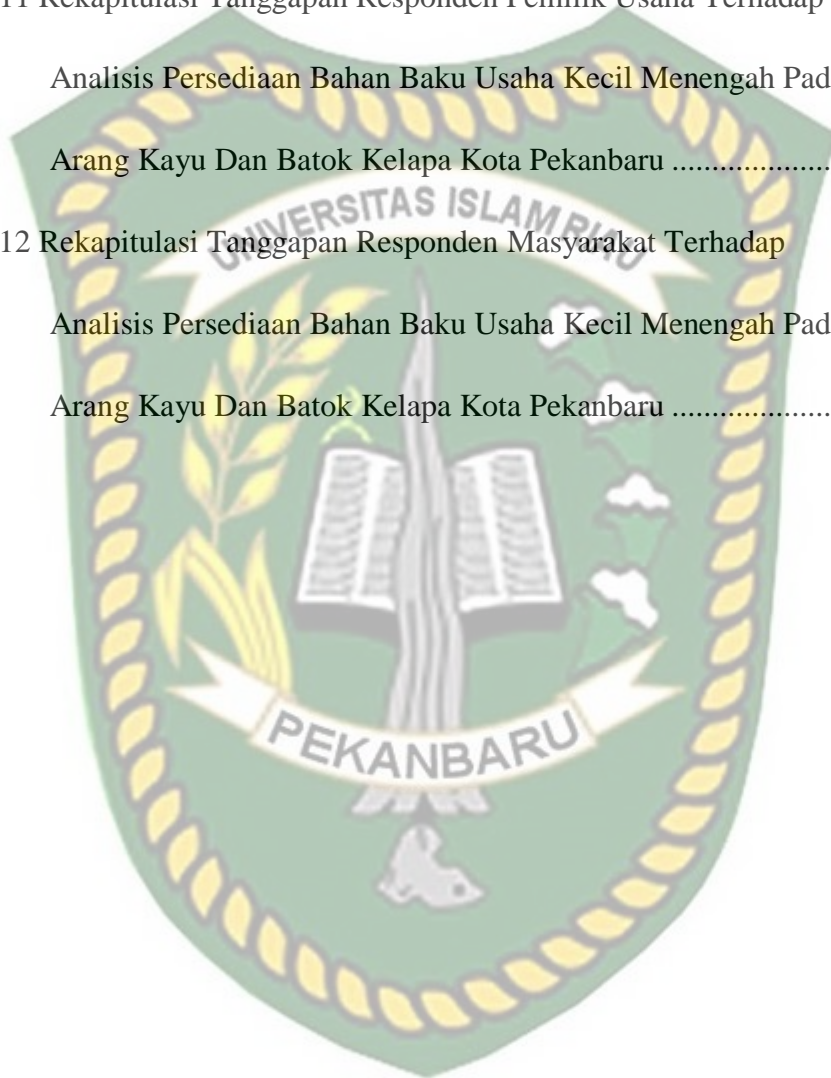 11 Rekapitulasi Tanggapan Responden Pemilik Usaha Terhadap
Analisis Persediaan Bahan Baku Usaha Kecil Menengah Pad
Arang Kayu Dan Batok Kelapa Kota Pekanbaru ....................
UNIVERSITAS ISLAM RIAU
12 Rekapitulasi Tanggapan Responden Masyarakat Terhadap
Analisis Persediaan Bahan Baku Usaha Kecil Menengah Pad
Arang Kayu Dan Batok Kelapa Kota Pekanbaru ....................
PEKANBARU